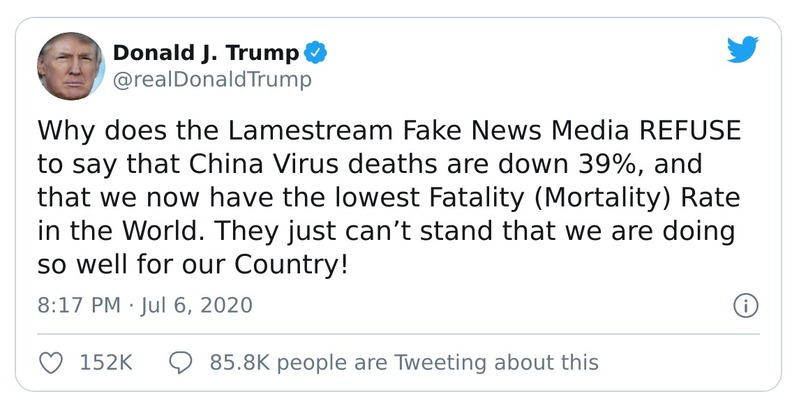 Donald J. Trump
@realDonaldTrump
Why does the Lamestream Fake News Media REFUSE
to say that China Virus deaths are down 39%, and
that we now have the lowest Fatality (Mortality) Rate
in the World. They just can’t stand that we are doing
so well for our Country!
8:17 PM · Jul 6, 2020
152K 85.8K people are Tweeting about this